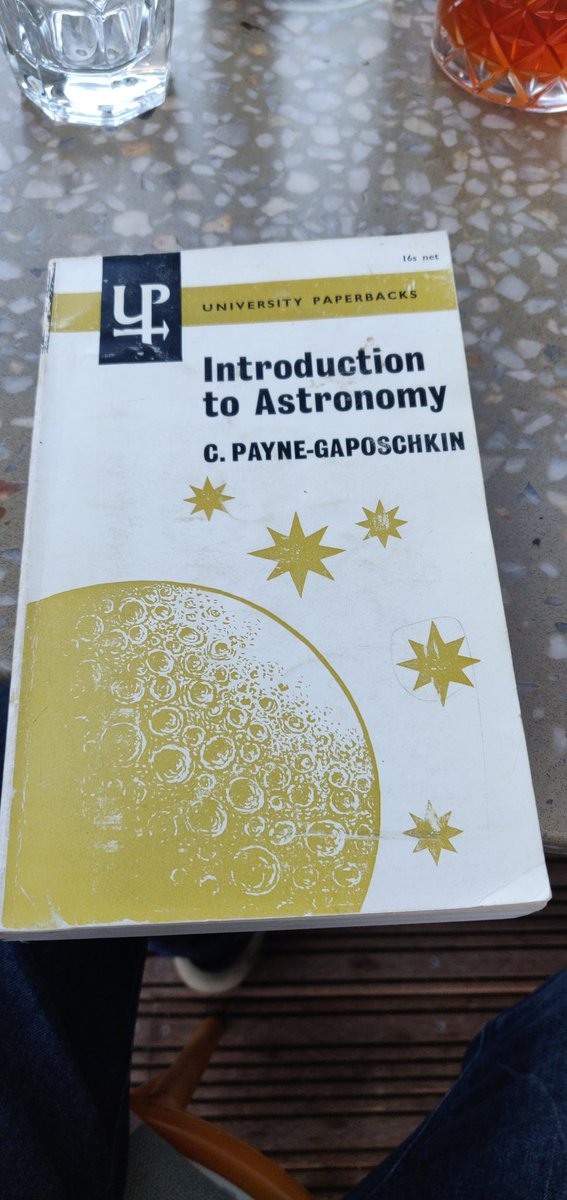 16s net
UP
UNIVERSITY PAPERBACKS
Introduction
to Astronomy
C. PAYNE-GAPOSCHKIN